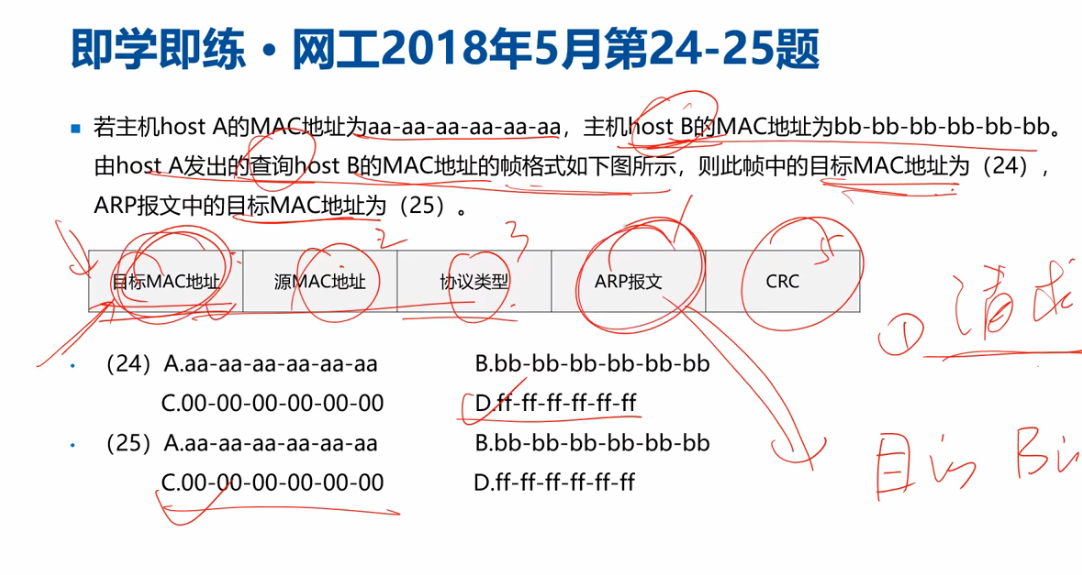 即学即练·网工2018年5月第24-25题
若主机host A的MAC地址为aa-aa-aa-aa-aa-aa，主机host B的MAC地址为bb-bb-bb-bb-bb-bb。
由host A发出的查询host B的MAC地址的帧格式如下图所示，则此帧中的目标MAC地址为（24），
ARP报文中的目标MAC地址为（25）。
2 3 1 5
目标MAC地址 源MAC地址 协议类型 ARP报文 CRC
① 请求
（24）A.aa-aa-aa-aa-aa-aa B.bb-bb-bb-bb-bb-bb
C.00-00-00-00-00-00 D.ff-ff-ff-ff-ff-ff
（25）A.aa-aa-aa-aa-aa-aa B.bb-bb-bb-bb-bb-bb
目 B
C.00-00-00-00-00-00 D.ff-ff-ff-ff-ff-ff